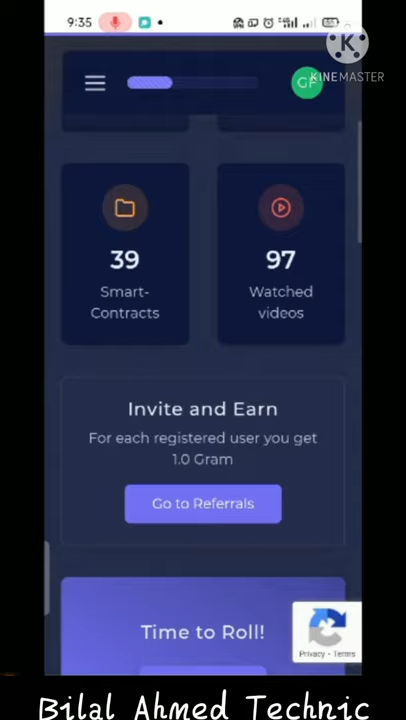 9:35
KINEMASTER
GF
39
Smart-
Contracts
97
Watched
videos
Invite and Earn
For each registered user you get
1.0 Gram
Go to Referrals
Time to Roll!
Privacy - Terms
Bilal Ahmed Technic